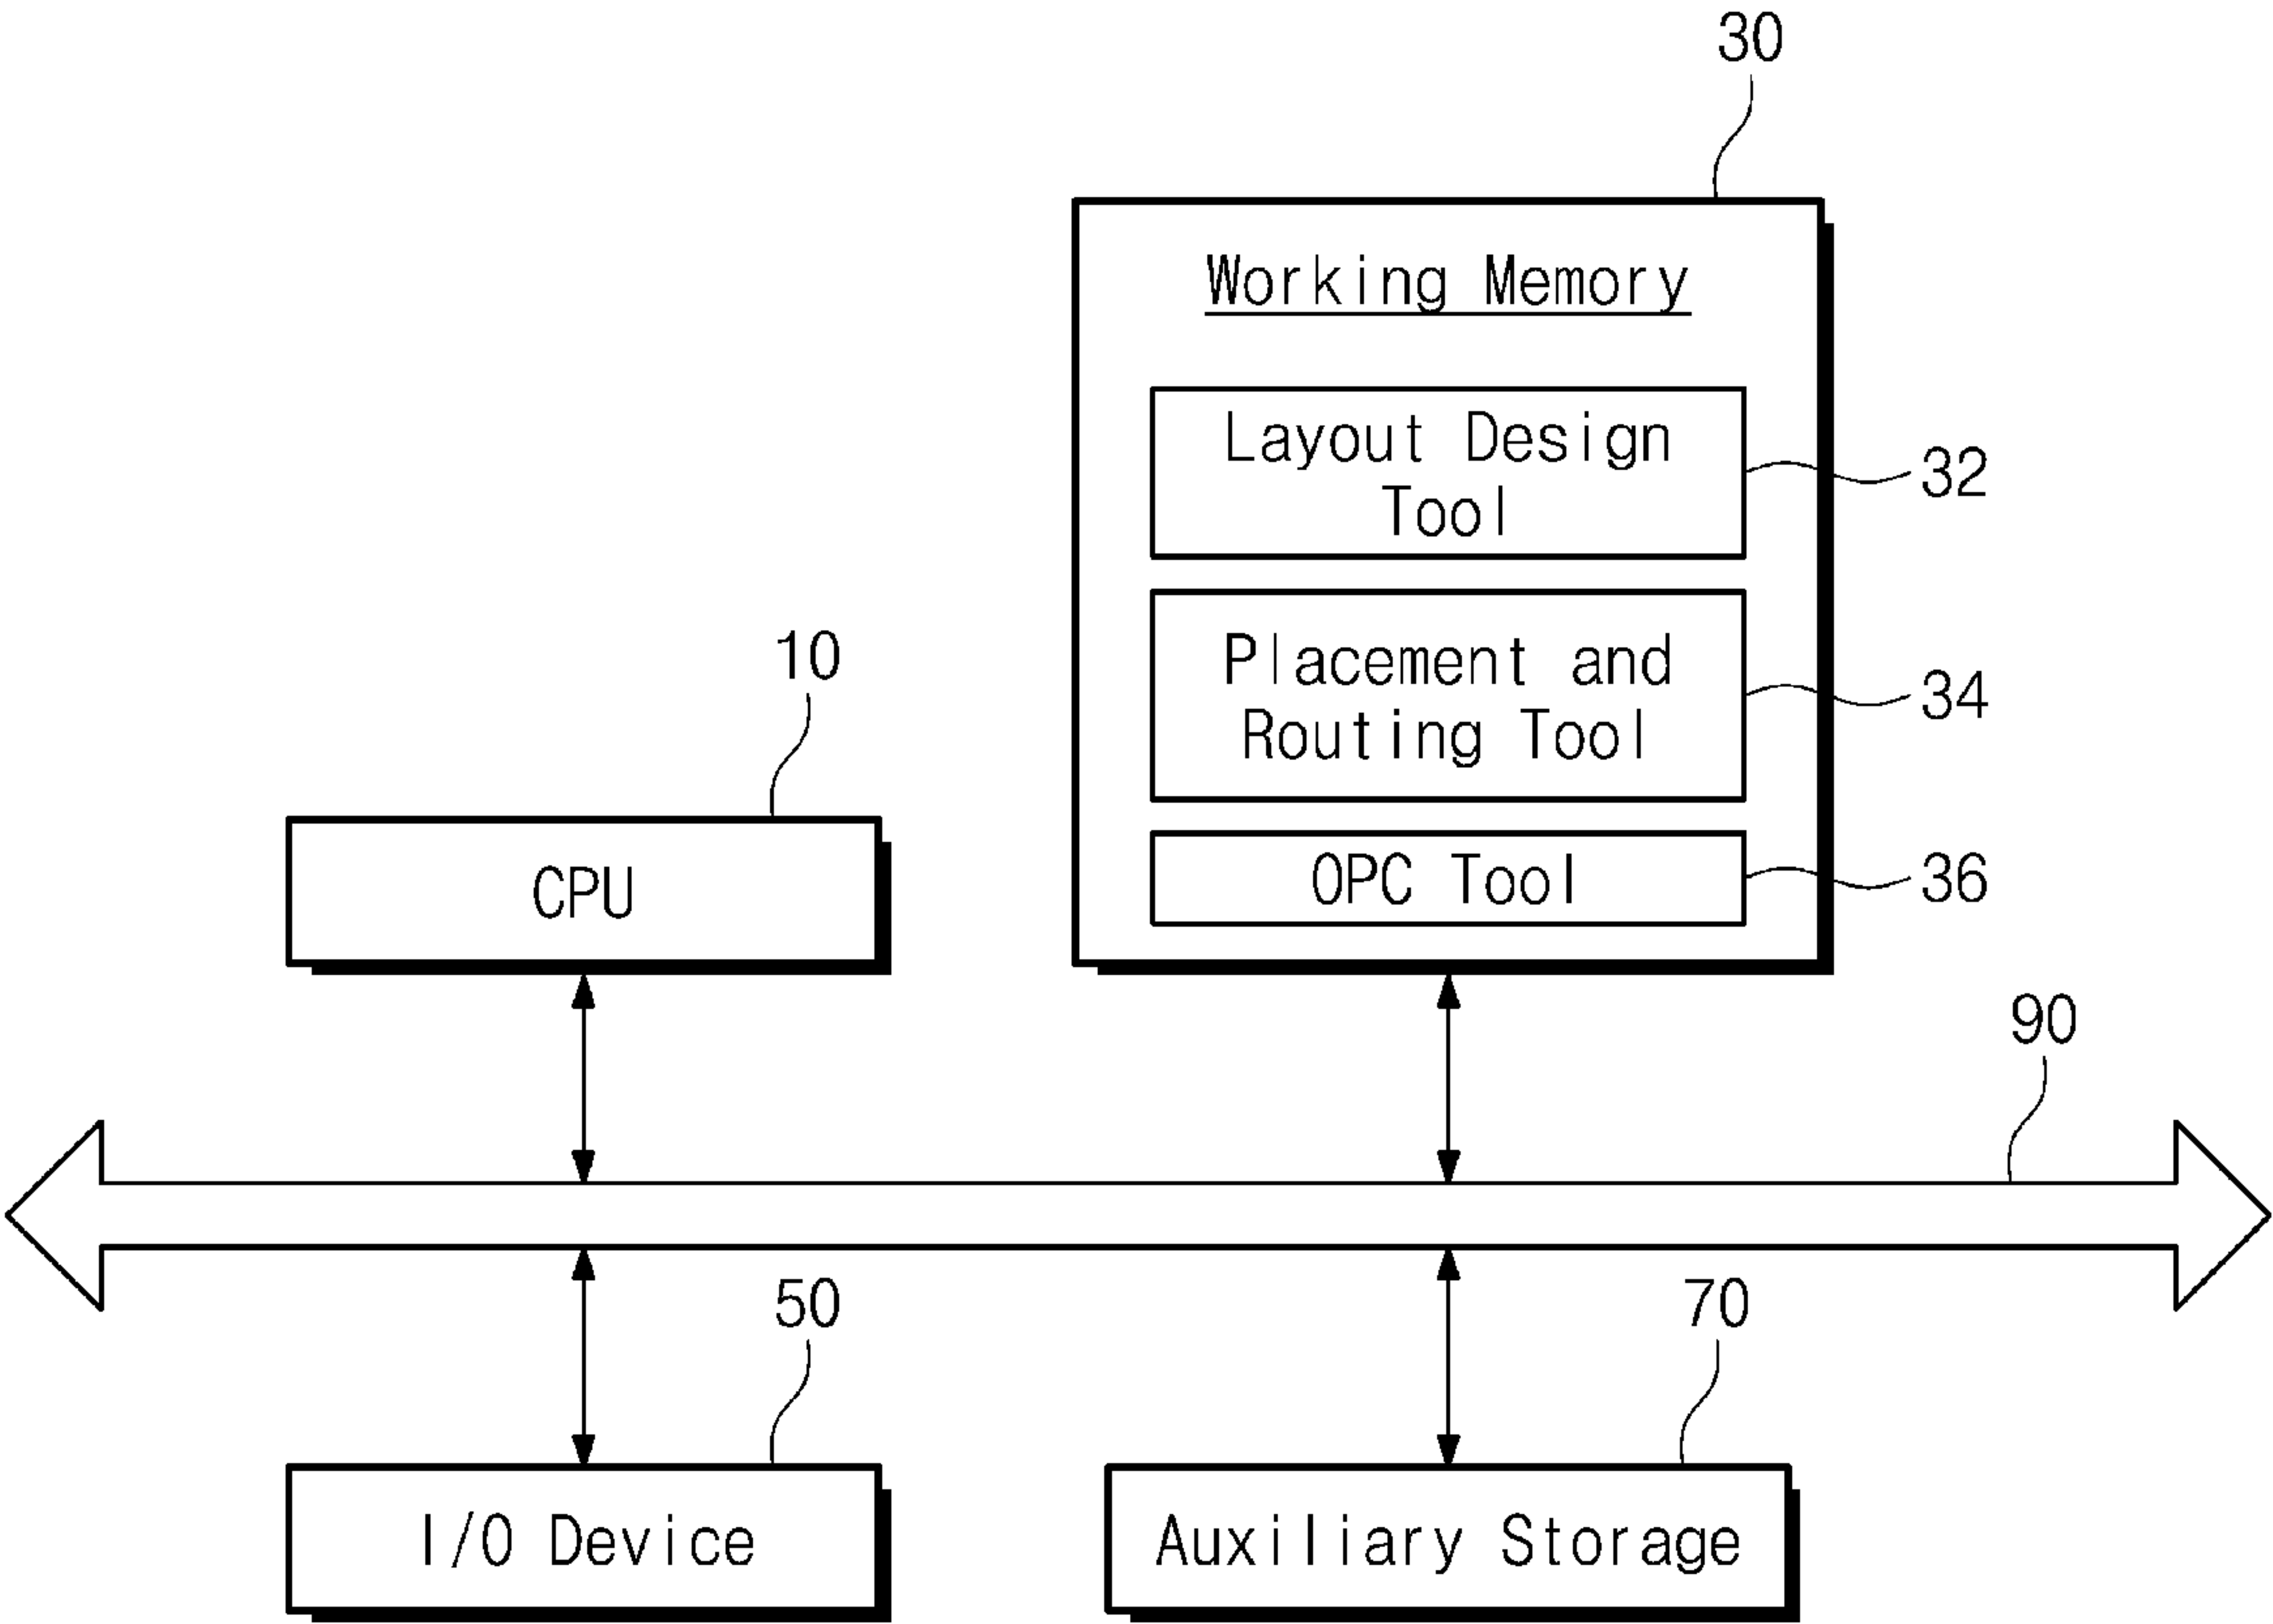 30
Working Memory
Layout Design
Tool
32
Placement and
Routing Tool
34
10
CPU
OPC Tool
36
90
50
70
I/O Device
Auxiliary Storage